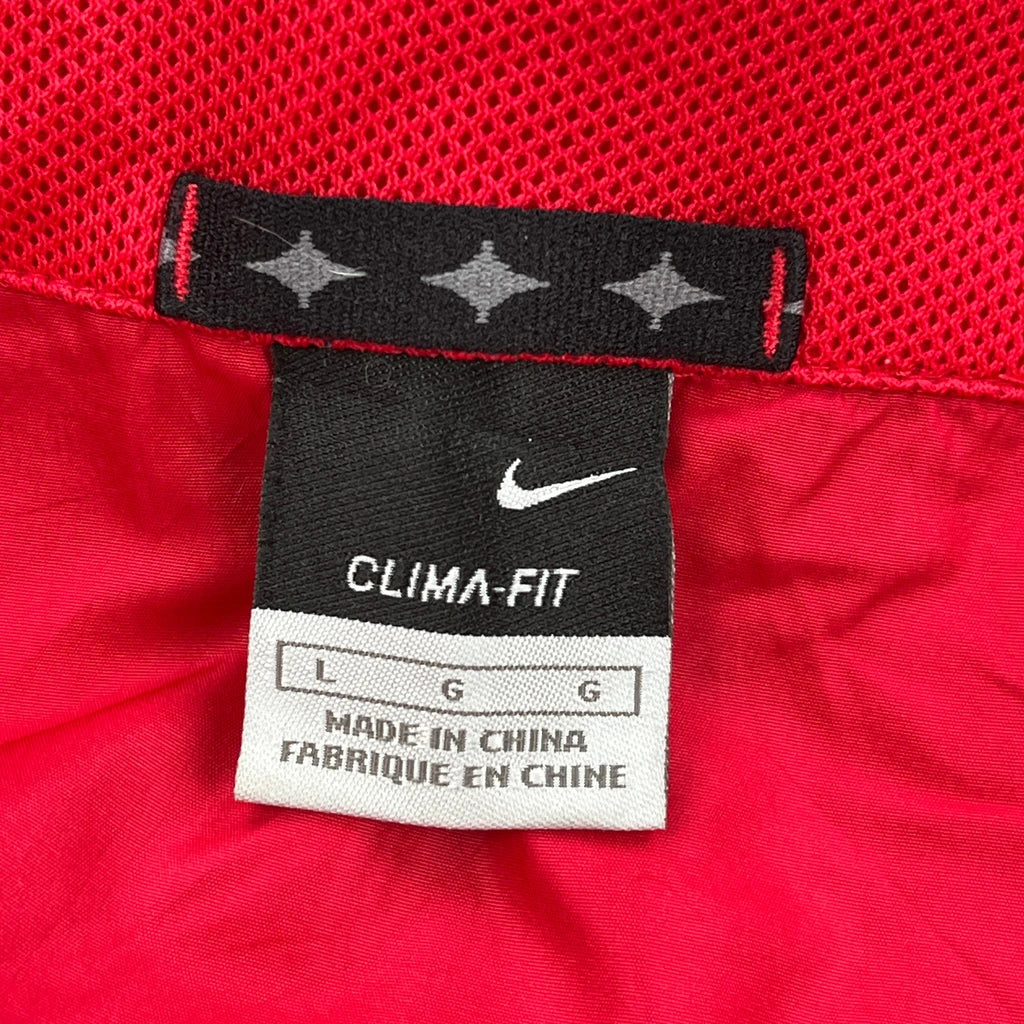 CLIMA-FIT
L G G
MADE IN CHINA
FABRIQUE EN CHINE